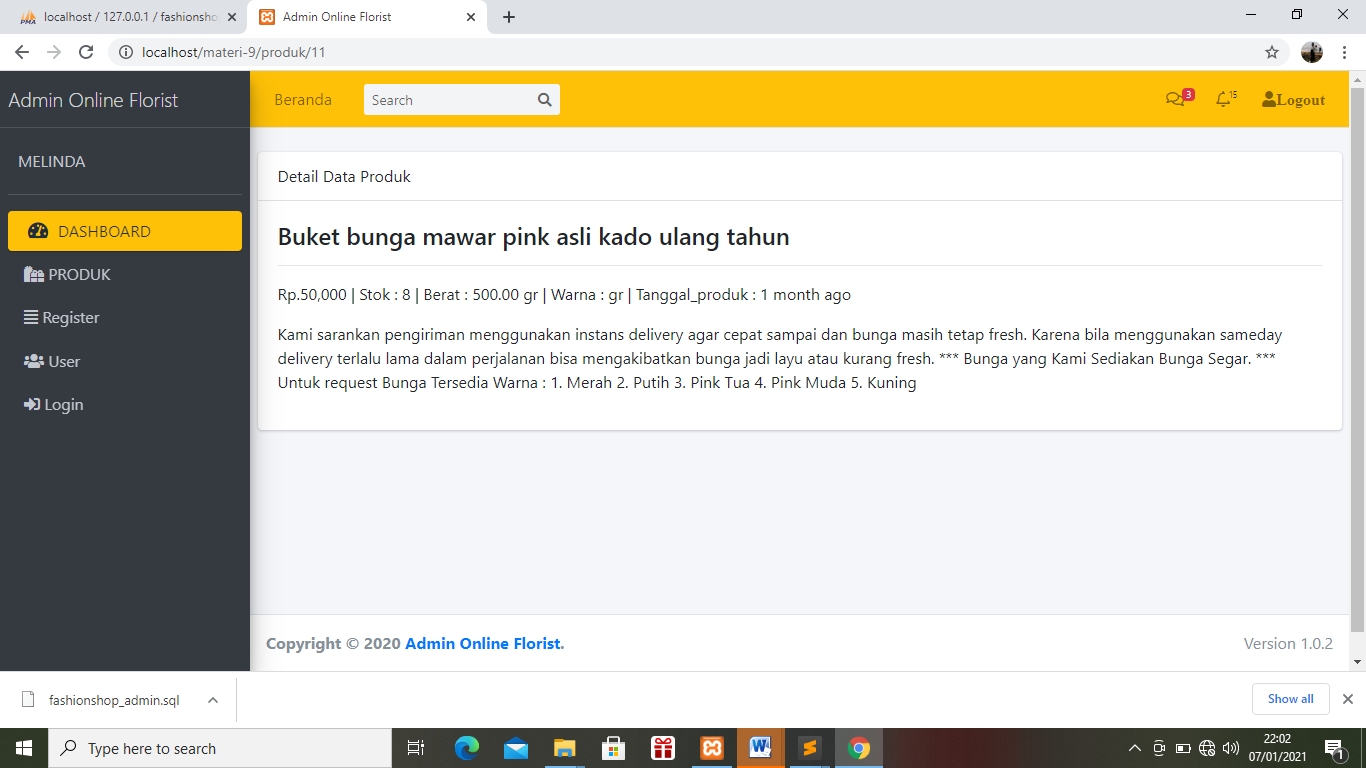 localhost / 127.0.0.1 / fashionsho
Admin Online Florist
localhost/materi-9/produk/11
Admin Online Florist
Beranda
Search
3
15
Logout
MELINDA
DASHBOARD
PRODUK
Register
User
Login
Detail Data Produk
Buket bunga mawar pink asli kado ulang tahun
Rp.50,000 | Stok : 8 | Berat : 500.00 gr | Warna : gr | Tanggal_produk : 1 month ago
Kami sarankan pengiriman menggunakan instans delivery agar cepat sampai dan bunga masih tetap fresh. Karena bila menggunakan sameday
delivery terlalu lama dalam perjalanan bisa mengakibatkan bunga jadi layu atau kurang fresh. *** Bunga yang Kami Sediakan Bunga Segar. ***
Untuk request Bunga Tersedia Warna : 1. Merah 2. Putih 3. Pink Tua 4. Pink Muda 5. Kuning
Copyright © 2020 Admin Online Florist.
Version 1.0.2
fashionshop_admin.sql
Show all
Type here to search
22:02
07/01/2021
1